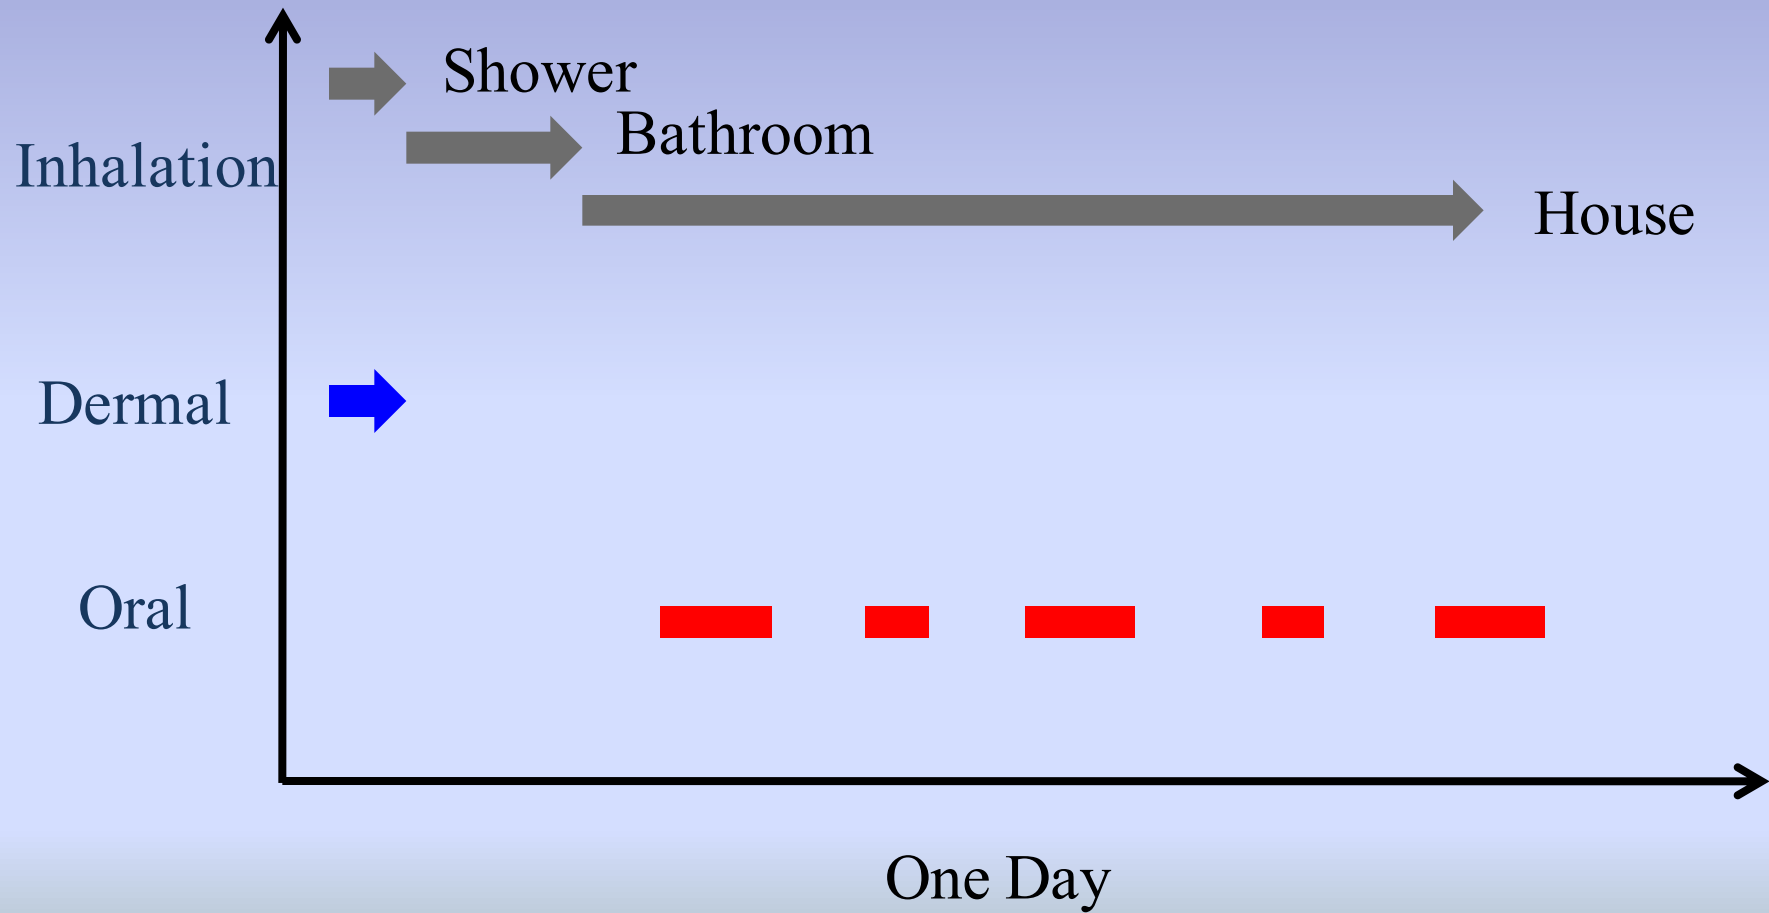 Shower
Bathroom
Inhalation
House
Dermal
Oral
One Day